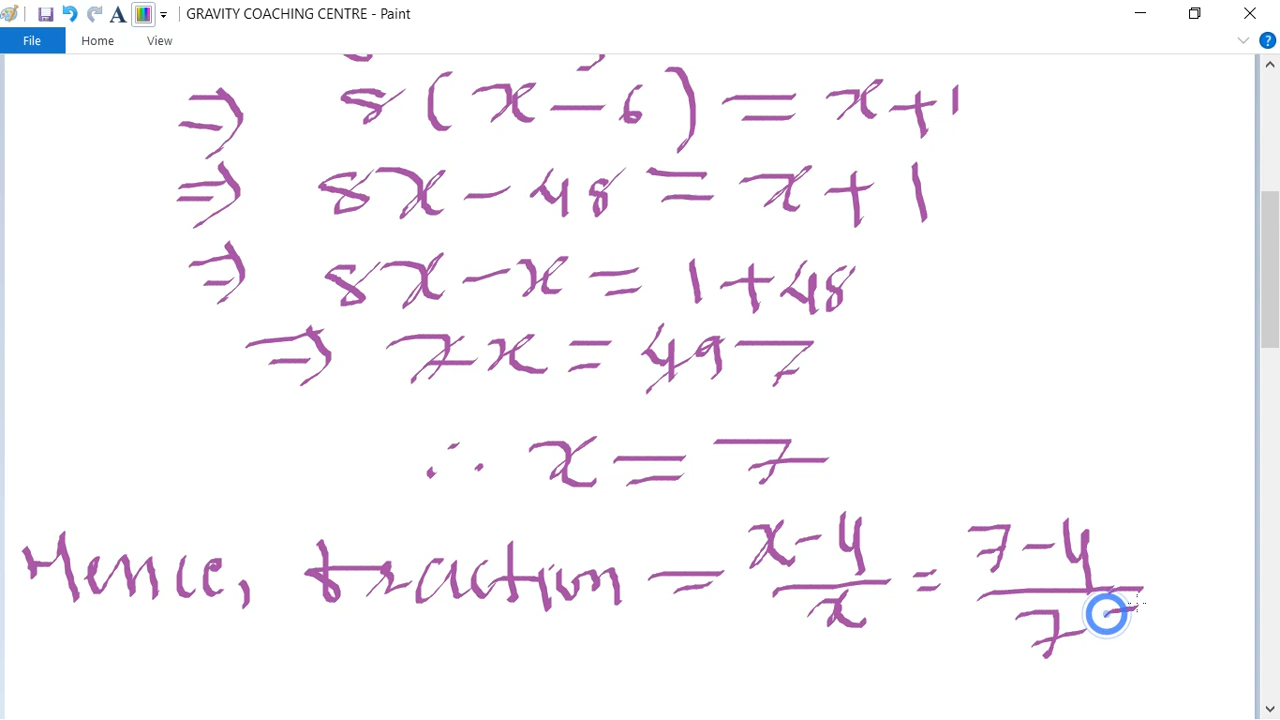 GRAVITY COACHING CENTRE - Paint
File Home View
⇒ 8(x-6) = x+1
⇒ 8x - 48 = x + 1
⇒ 8x - x = 1 + 48
⇒ 7x = 49 7
∴ x = 7
Hence, fraction = x-4/x = 7-4/7 =